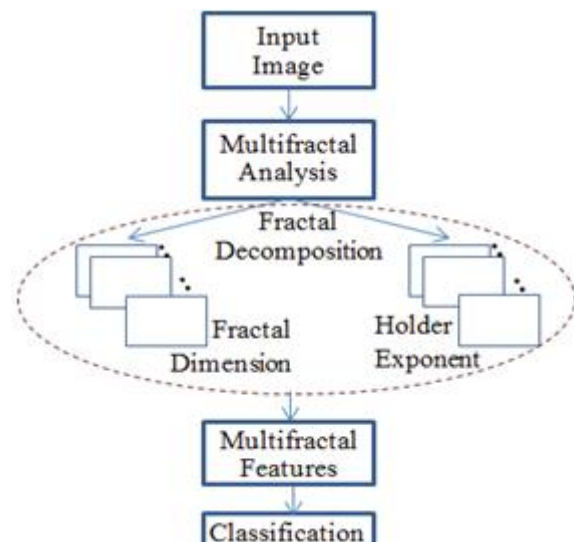 Input
Image
Multifractal
Analysis
Fractal
Decomposition
Fractal
Dimension
Holder
Exponent
Multifractal
Features
Classification